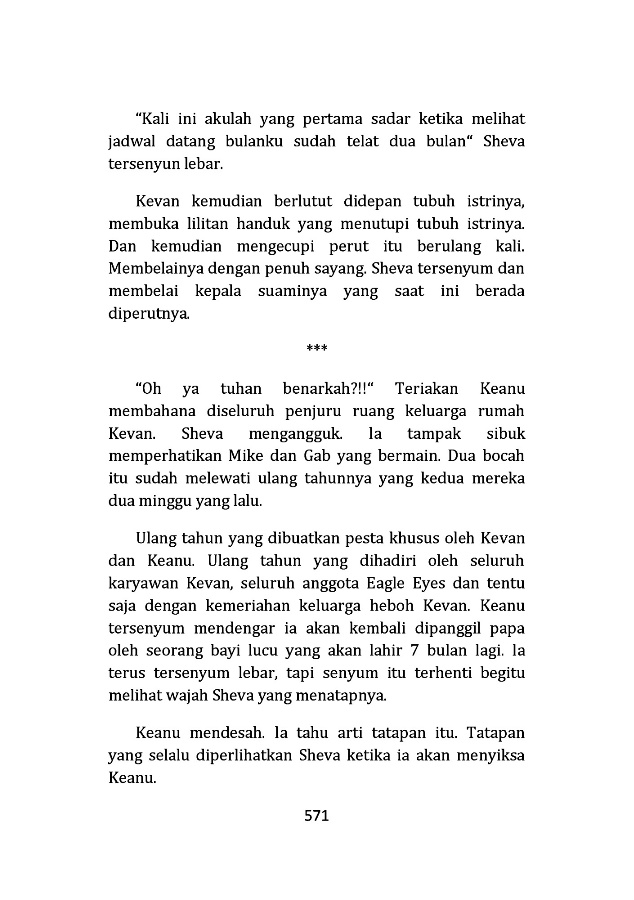 “Kali ini akulah yang pertama sadar ketika melihat
jadwal datang bulanku sudah telat dua bulan“ Sheva
tersenyun lebar.
Kevan kemudian berlutut didepan tubuh istrinya,
membuka lilitan handuk yang menutupi tubuh istrinya.
Dan kemudian mengecupi perut itu berulang kali.
Membelainya dengan penuh sayang. Sheva tersenyum dan
membelai kepala suaminya yang saat ini berada
diperutnya.
***
“Oh ya tuhan benarkah?!!“ Teriakan Keanu
membahana diseluruh penjuru ruang keluarga rumah
Kevan. Sheva mengangguk. Ia tampak sibuk
memperhatikan Mike dan Gab yang bermain. Dua bocah
itu sudah melewati ulang tahunnya yang kedua mereka
dua minggu yang lalu.
Ulang tahun yang dibuatkan pesta khusus oleh Kevan
dan Keanu. Ulang tahun yang dihadiri oleh seluruh
karyawan Kevan, seluruh anggota Eagle Eyes dan tentu
saja dengan kemeriahan keluarga heboh Kevan. Keanu
tersenyum mendengar ia akan kembali dipanggil papa
oleh seorang bayi lucu yang akan lahir 7 bulan lagi. Ia
terus tersenyum lebar, tapi senyum itu terhenti begitu
melihat wajah Sheva yang menatapnya.
Keanu mendesah. Ia tahu arti tatapan itu. Tatapan
yang selalu diperlihatkan Sheva ketika ia akan menyiksa
Keanu.
571